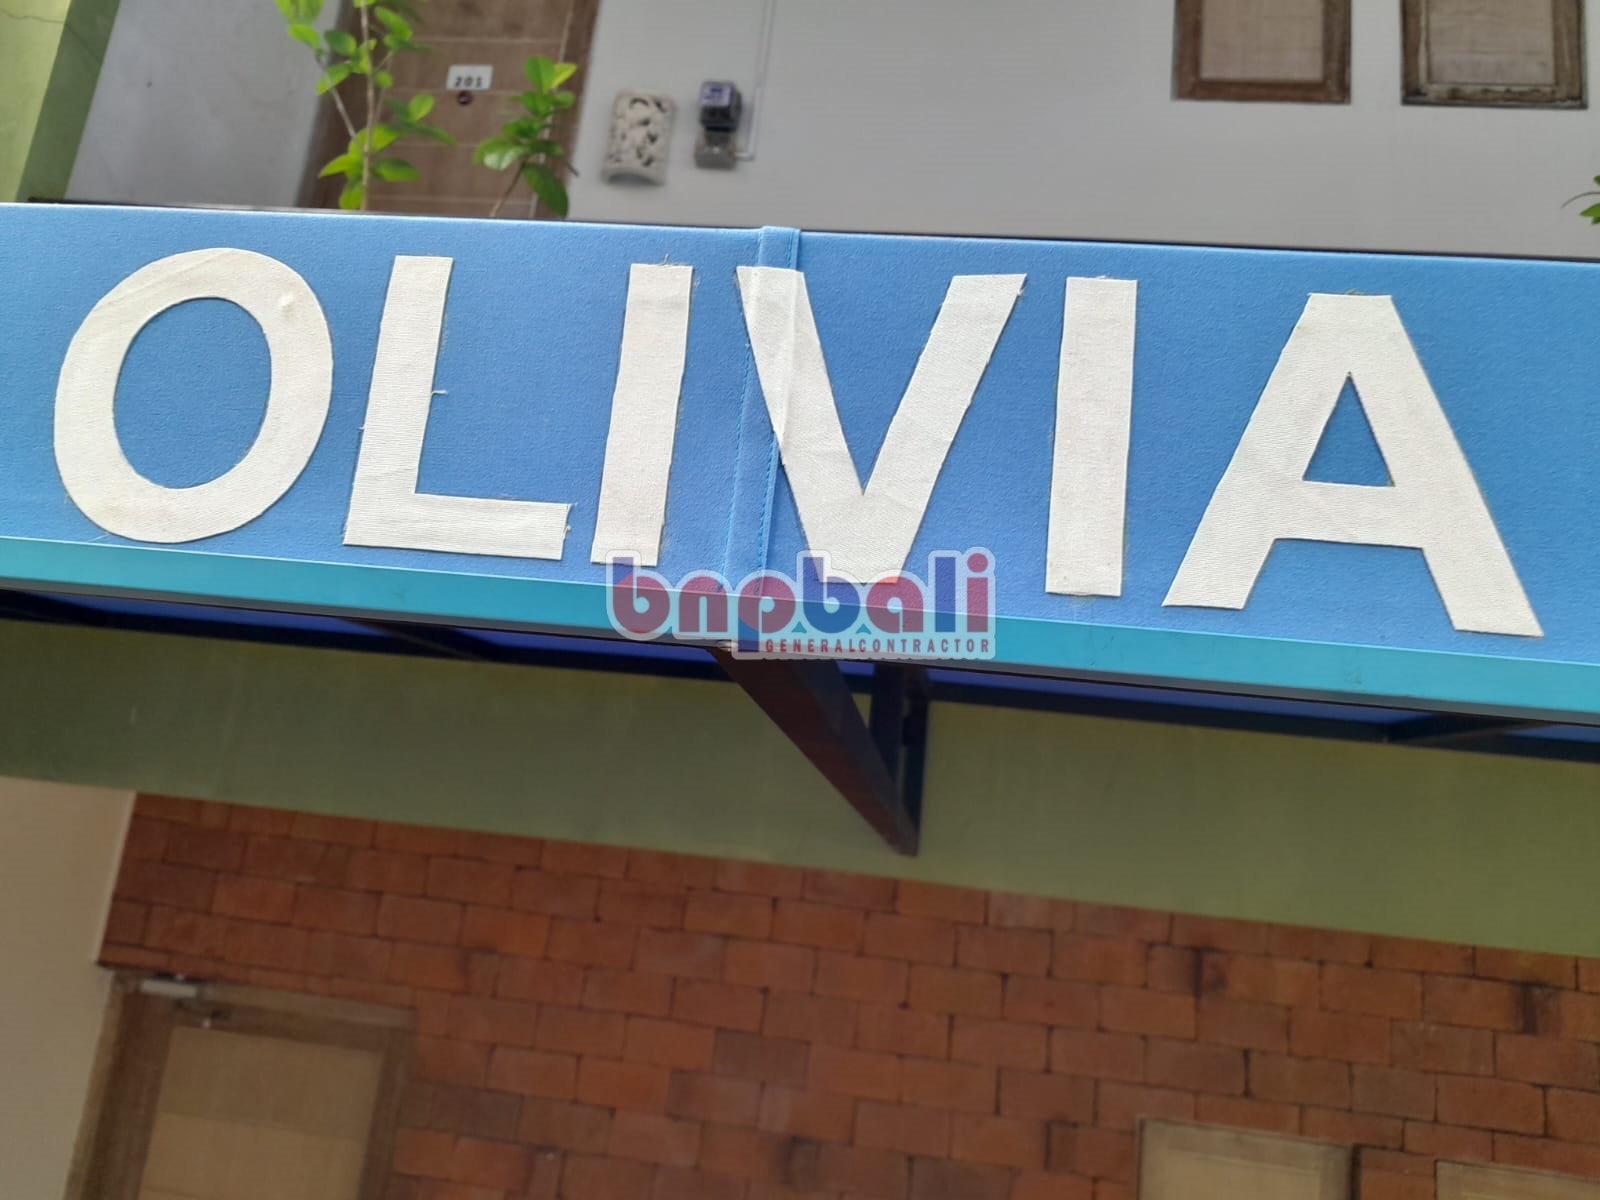 201
OLIVIA
bnpbali
GENERALCONTRACTOR